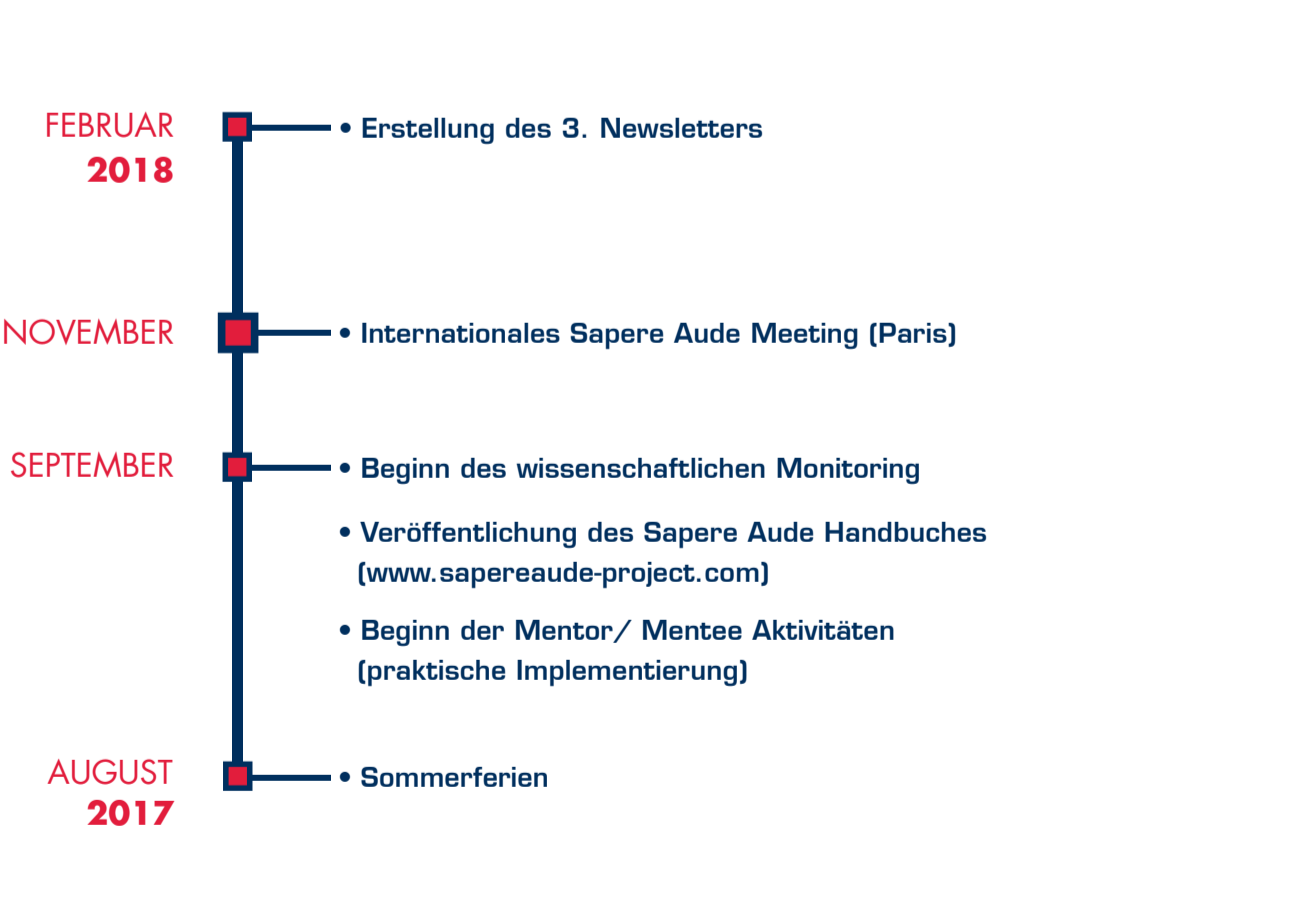 FEBRUAR
2018
• Erstellung des 3. Newsletters
NOVEMBER
• Internationales Sapere Aude Meeting (Paris)
SEPTEMBER
• Beginn des wissenschaftlichen Monitoring
• Veröffentlichung des Sapere Aude Handbuches
(www.sapereaude-project.com)
• Beginn der Mentor/ Mentee Aktivitäten
(praktische Implementierung)
AUGUST
2017
• Sommerferien